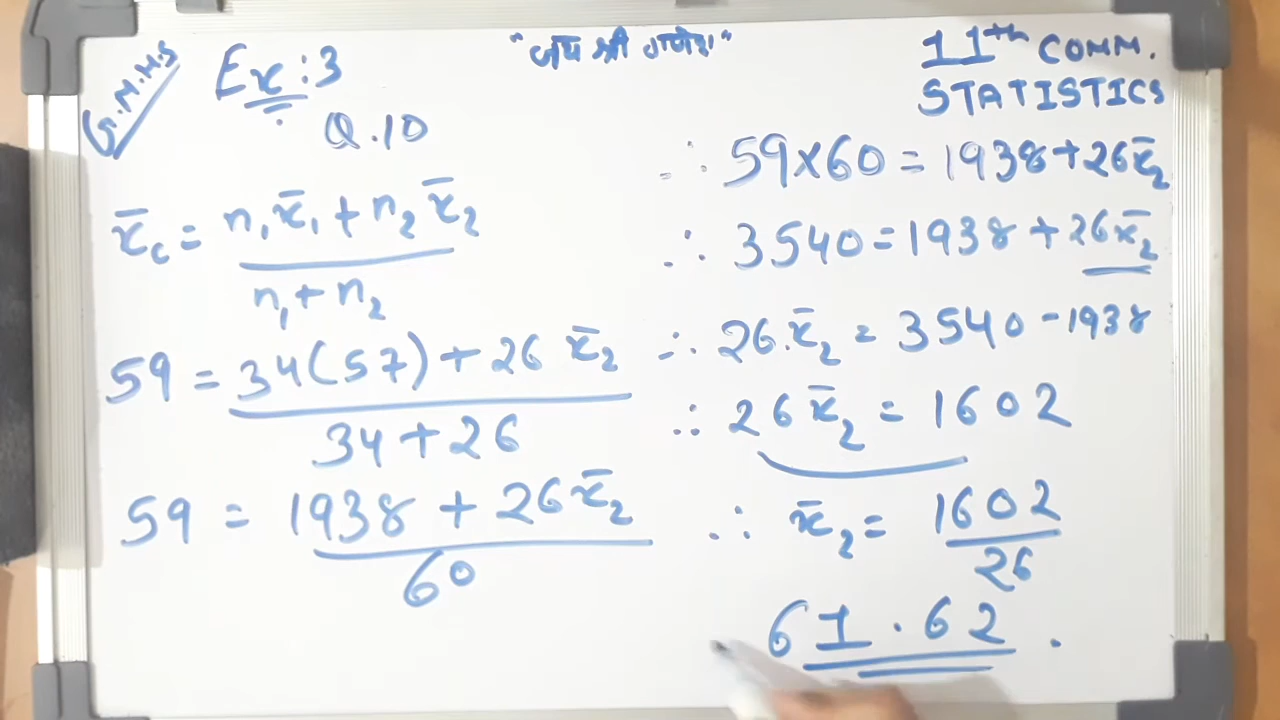 G.M.H.S
Ex:3
"जय श्री गणेश"
11th COMM.
STATISTICS
Q.10
x̄c = n₁x̄₁ + n₂x̄₂ / n₁ + n₂
59 = 34(57) + 26 x̄₂ / 34 + 26
59 = 1938 + 26x̄₂ / 60
∴ 59×60 = 1938 + 26x̄₂
∴ 3540 = 1938 + 26x̄₂
∴ 26.x̄₂ = 3540 - 1938
∴ 26x̄₂ = 1602
∴ x̄₂ = 1602 / 26
61.62.